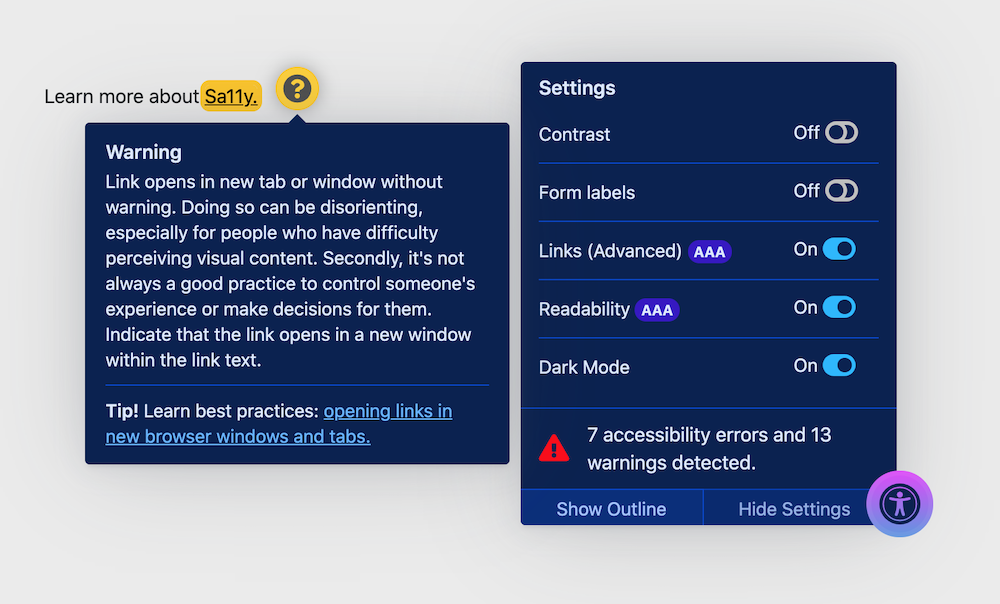 Learn more about Sa11y.
?
Warning
Link opens in new tab or window without
warning. Doing so can be disorienting,
especially for people who have difficulty
perceiving visual content. Secondly, it's not
always a good practice to control someone's
experience or make decisions for them.
Indicate that the link opens in a new window
within the link text.
Tip! Learn best practices: opening links in
new browser windows and tabs.
Settings
Contrast Off
Form labels Off
Links (Advanced) AAA On
Readability AAA On
Dark Mode On
7 accessibility errors and 13
warnings detected.
Show Outline Hide Settings